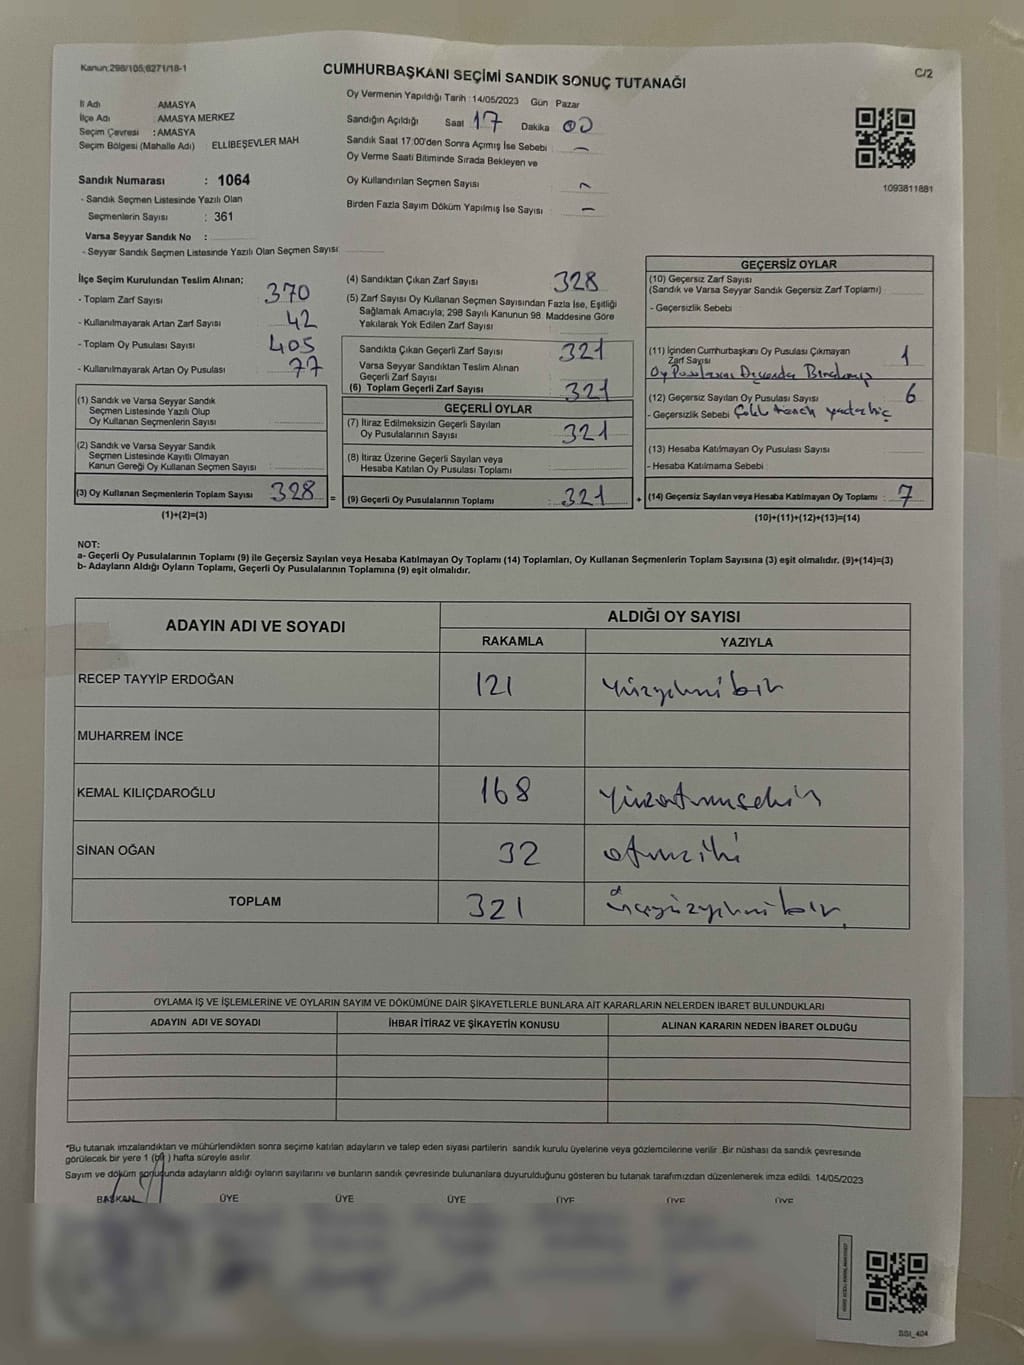 Kanun:298/105;6271/18-1
CUMHURBAŞKANI SEÇİMİ SANDIK SONUÇ TUTANAĞI
C/2
İl Adı AMASYA
İlçe Adı AMASYA MERKEZ
Seçim Çevresi : AMASYA
Seçim Bölgesi (Mahalle Adı) ELLİBEŞEVLER MAH
Sandık Numarası : 1064
- Sandık Seçmen Listesinde Yazılı Olan
Seçmenlerin Sayısı : 361
Varsa Seyyar Sandık No :
- Seyyar Sandık Seçmen Listesinde Yazılı Olan Seçmen Sayısı:
Oy Vermenin Yapıldığı Tarih : 14/05/2023 Gün Pazar
Sandığın Açıldığı Saat 17 Dakika 00
Sandık Saat 17:00'den Sonra Açımış İse Sebebi : —
Oy Verme Saati Bitiminde Sırada Bekleyen ve
Oy Kullandırılan Seçmen Sayısı
Birden Fazla Sayım Döküm Yapılmış İse Sayısı : —
1093811881
İlçe Seçim Kurulundan Teslim Alınan;
- Toplam Zarf Sayısı 370
- Kullanılmayarak Artan Zarf Sayısı 42
- Toplam Oy Pusulası Sayısı 405
- Kullanılmayarak Artan Oy Pusulası 77
(1) Sandık ve Varsa Seyyar Sandık
Seçmen Listesinde Yazılı Olup
Oy Kullanan Seçmenlerin Sayısı :
(2) Sandık ve Varsa Seyyar Sandık
Seçmen Listesinde Kayıtlı Olmayan
Kanun Gereği Oy Kullanan Seçmen Sayısı :
(3) Oy Kullanan Seçmenlerin Toplam Sayısı 328 =
(1)+(2)=(3)
(4) Sandıktan Çıkan Zarf Sayısı 328
(5) Zarf Sayısı Oy Kullanan Seçmen Sayısından Fazla İse, Eşitliği
Sağlamak Amacıyla; 298 Sayılı Kanunun 98. Maddesine Göre
Yakılarak Yok Edilen Zarf Sayısı
Sandıkta Çıkan Geçerli Zarf Sayısı 321
Varsa Seyyar Sandıktan Teslim Alınan
Geçerli Zarf Sayısı
(6) Toplam Geçerli Zarf Sayısı 321
GEÇERLİ OYLAR
(7) İtiraz Edilmeksizin Geçerli Sayılan
Oy Pusulalarının Sayısı 321
(8) İtiraz Üzerine Geçerli Sayılan veya
Hesaba Katılan Oy Pusulası Toplamı
(9) Geçerli Oy Pusulalarının Toplamı : 321 +
GEÇERSİZ OYLAR
(10) Geçersiz Zarf Sayısı
(Sandık ve Varsa Seyyar Sandık Geçersiz Zarf Toplamı) :
- Geçersizlik Sebebi :
(11) İçinden Cumhurbaşkanı Oy Pusulası Çıkmayan
Zarf Sayısı 1
Oy Pusulasını
(12) Geçersiz Sayılan Oy Pusulası Sayısı : 6
- Geçersizlik Sebebi
(13) Hesaba Katılmayan Oy Pusulası Sayısı :
- Hesaba Katılmama Sebebi :
(14) Geçersiz Sayılan veya Hesaba Katılmayan Oy Toplamı : 7
(10)+(11)+(12)+(13)=(14)
NOT:
a- Geçerli Oy Pusulalarının Toplamı (9) ile Geçersiz Sayılan veya Hesaba Katılmayan Oy Toplamı (14) Toplamları, Oy Kullanan Seçmenlerin Toplam Sayısına (3) eşit olmalıdır. (9)+(14)=(3)
b- Adayların Aldığı Oyların Toplamı, Geçerli Oy Pusulalarının Toplamına (9) eşit olmalıdır.
ADAYIN ADI VE SOYADI
ALDIĞI OY SAYISI
RAKAMLA YAZIYLA
RECEP TAYYİP ERDOĞAN 121 yüzyirmibir
MUHARREM İNCE
KEMAL KILIÇDAROĞLU 168 yüzatmışsekiz
SİNAN OĞAN 32 otuziki
TOPLAM 321 üçyüzyirmibir
OYLAMA İŞ VE İŞLEMLERİNE VE OYLARIN SAYIM VE DÖKÜMÜNE DAİR ŞİKAYETLERLE BUNLARA AİT KARARLARIN NELERDEN İBARET BULUNDUKLARI
ADAYIN ADI VE SOYADI İHBAR İTİRAZ VE ŞİKAYETİN KONUSU ALINAN KARARIN NEDEN İBARET OLDUĞU
*Bu tutanak imzalandıktan ve mühürlendikten sonra seçime katılan adayların ve talep eden siyasi partilerin sandık kurulu üyelerine veya gözlemcilerine verilir. Bir nüshası da sandık çevresinde
görülecek bir yere 1 (bir) hafta süreyle asılır.
Sayım ve döküm sonucunda adayların aldığı oyların sayılarını ve bunların sandık çevresinde bulunanlara duyurulduğunu gösteren bu tutanak tarafımızdan düzenlenerek imza edildi. 14/05/2023
BAŞKAN ÜYE ÜYE ÜYE ÜYE ÜYE ÜYE
SSI_404